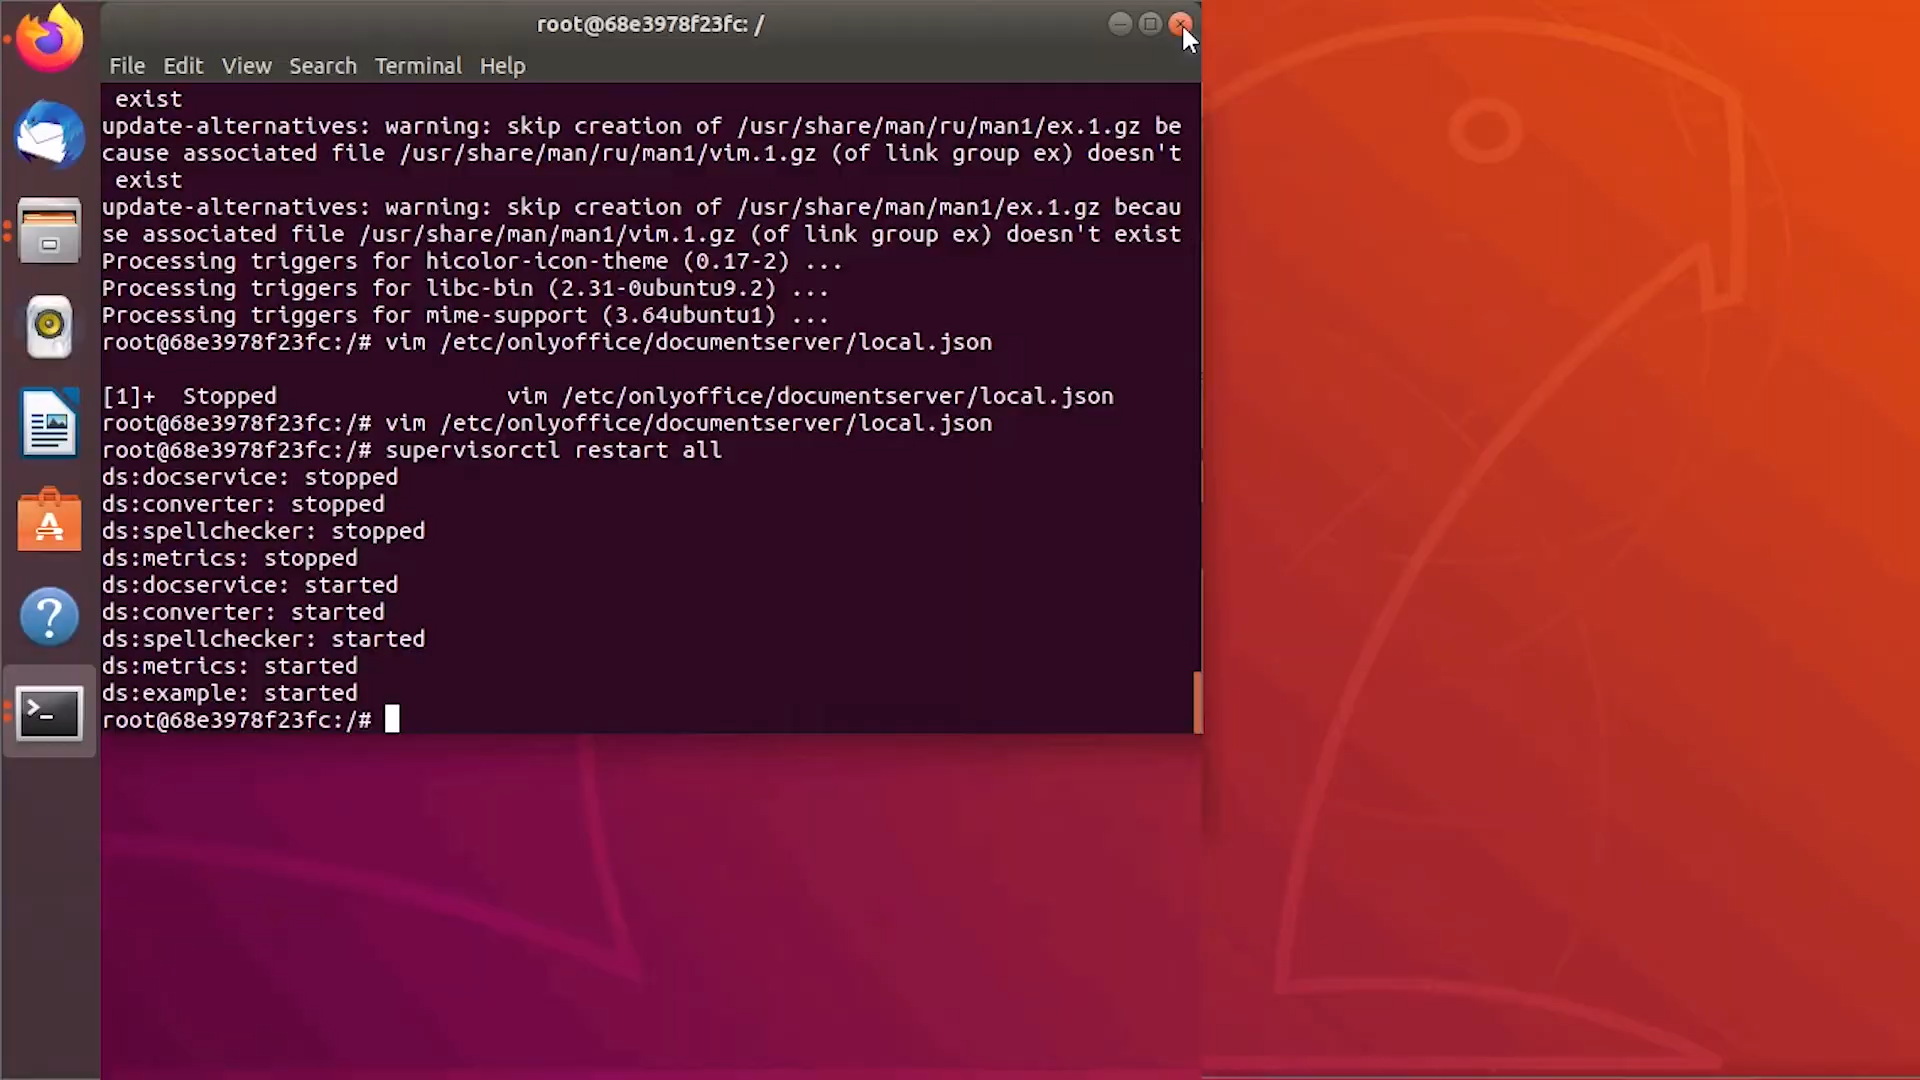 root@68e3978f23fc: /
File Edit View Search Terminal Help
exist
update-alternatives: warning: skip creation of /usr/share/man/ru/man1/ex.1.gz be
cause associated file /usr/share/man/ru/man1/vim.1.gz (of link group ex) doesn't
exist
update-alternatives: warning: skip creation of /usr/share/man/man1/ex.1.gz becau
se associated file /usr/share/man/man1/vim.1.gz (of link group ex) doesn't exist
Processing triggers for hicolor-icon-theme (0.17-2) ...
Processing triggers for libc-bin (2.31-0ubuntu9.2) ...
Processing triggers for mime-support (3.64ubuntu1) ...
root@68e3978f23fc:/# vim /etc/onlyoffice/documentserver/local.json
[1]+  Stopped                 vim /etc/onlyoffice/documentserver/local.json
root@68e3978f23fc:/# vim /etc/onlyoffice/documentserver/local.json
root@68e3978f23fc:/# supervisorctl restart all
ds:docservice: stopped
ds:converter: stopped
ds:spellchecker: stopped
ds:metrics: stopped
ds:docservice: started
ds:converter: started
ds:spellchecker: started
ds:metrics: started
ds:example: started
root@68e3978f23fc:/#